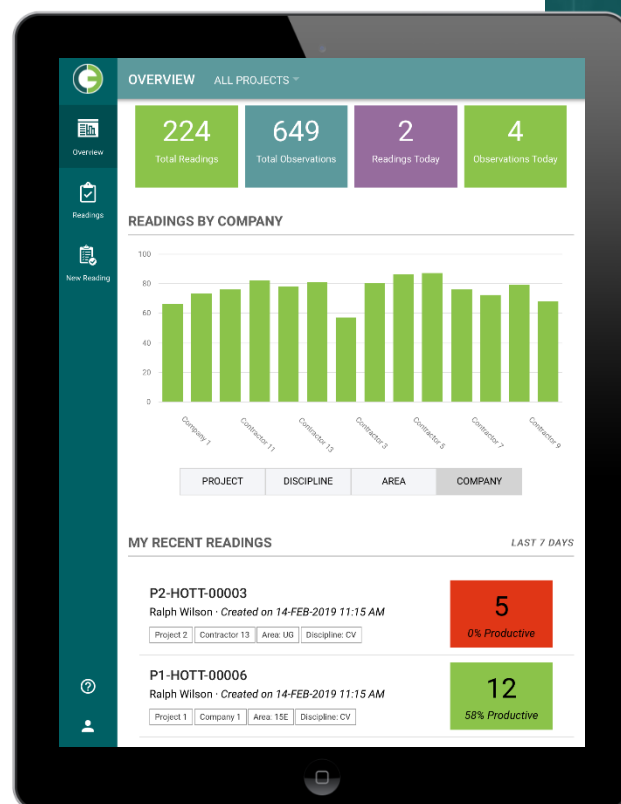 OVERVIEW ALL PROJECTS
224 649 2 4
Total Readings Total Observations Readings Today Observations Today
Overview
Readings
New Reading
READINGS BY COMPANY
100
80
60
40
20
0
Company 1 Contractor 11 Contractor 13 Contractor 3 Contractor 5 Contractor 7 Contractor 9
PROJECT DISCIPLINE AREA COMPANY
MY RECENT READINGS LAST 7 DAYS
P2-HOTT-00003
Ralph Wilson · Created on 14-FEB-2019 11:15 AM
Project 2 Contractor 13 Area: UG Discipline: CV
5
0% Productive
P1-HOTT-00006
Ralph Wilson · Created on 14-FEB-2019 11:15 AM
Project 1 Company 1 Area: 15E Discipline: CV
12
58% Productive